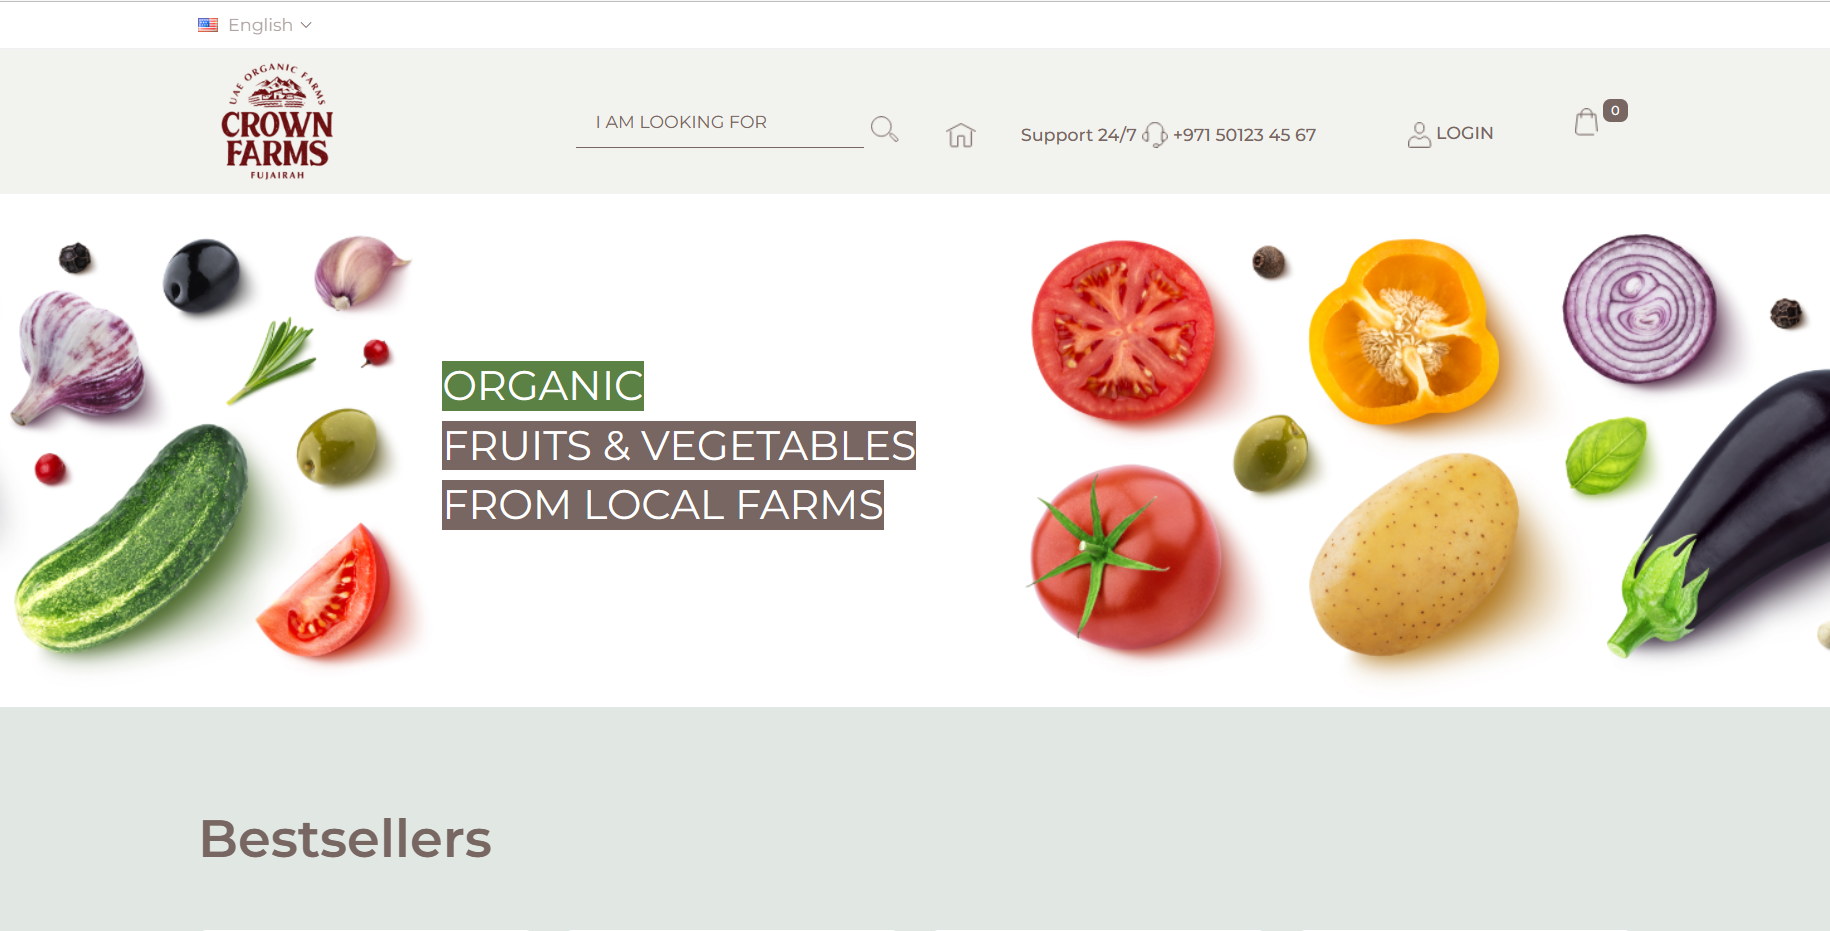 English
UAE ORGANIC FARMS
CROWN
FARMS
FUJAIRAH
I AM LOOKING FOR
Support 24/7 +971 50123 45 67
LOGIN
0
ORGANIC
FRUITS & VEGETABLES
FROM LOCAL FARMS
Bestsellers